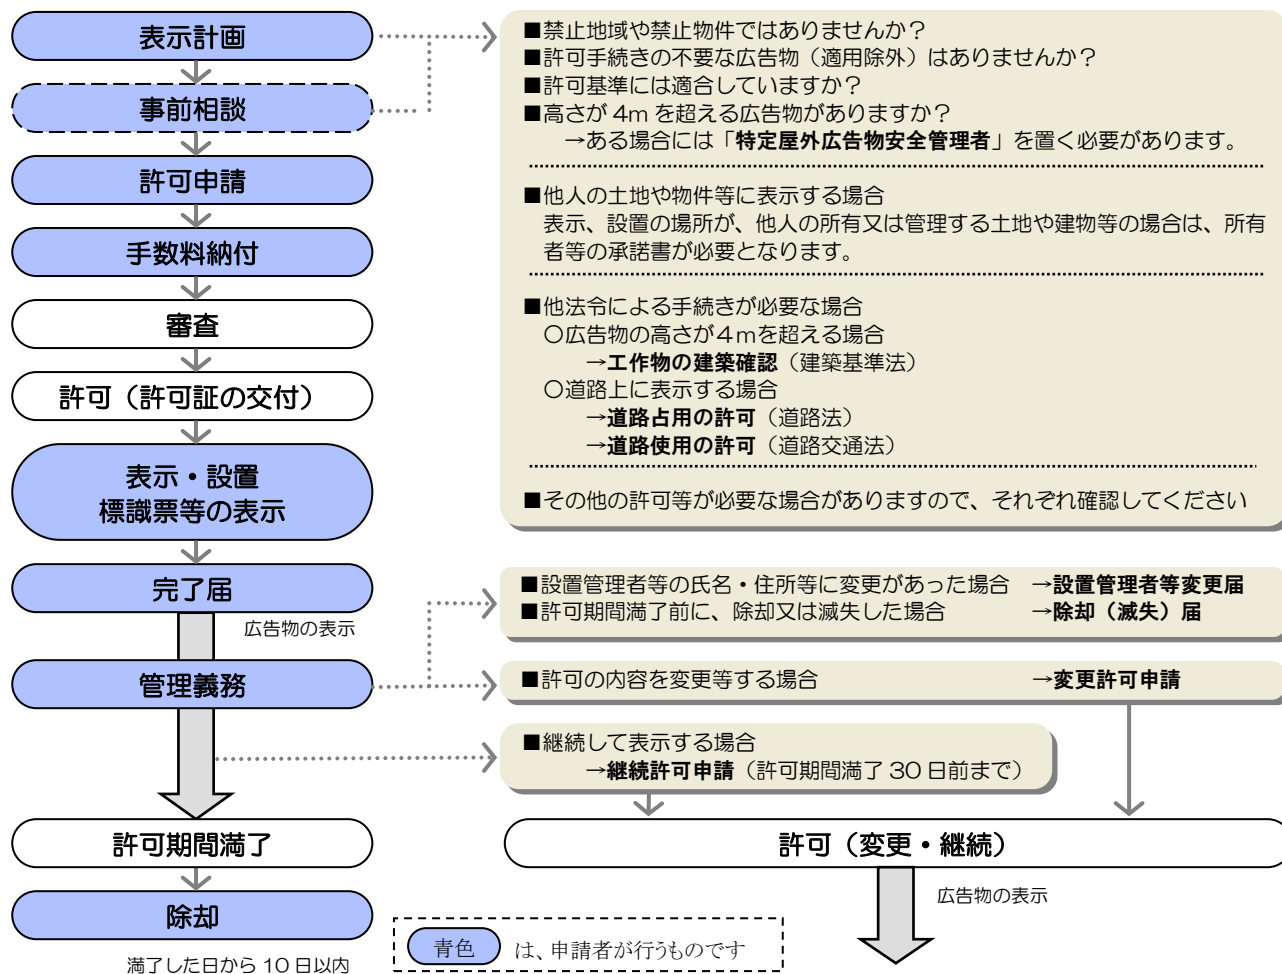 表示計画
事前相談
許可申請
手数料納付
審査
許可（許可証の交付）
表示・設置
標識票等の表示
完了届
広告物の表示
管理義務
許可期間満了
除却
満了した日から 10 日以内
■禁止地域や禁止物件ではありませんか？
■許可手続きの不要な広告物（適用除外）はありませんか？
■許可基準には適合していますか？
■高さが 4m を超える広告物がありますか？
→ある場合には「特定屋外広告物安全管理者」を置く必要があります。
■他人の土地や物件等に表示する場合
表示、設置の場所が、他人の所有又は管理する土地や建物等の場合は、所有
者等の承諾書が必要となります。
■他法令による手続きが必要な場合
○広告物の高さが４ｍを超える場合
→工作物の建築確認（建築基準法）
○道路上に表示する場合
→道路占用の許可（道路法）
→道路使用の許可（道路交通法）
■その他の許可等が必要な場合がありますので、それぞれ確認してください
■設置管理者等の氏名・住所等に変更があった場合　→設置管理者等変更届
■許可期間満了前に、除却又は滅失した場合　→除却（滅失）届
■許可の内容を変更等する場合　→変更許可申請
■継続して表示する場合
→継続許可申請（許可期間満了 30 日前まで）
許可（変更・継続）
広告物の表示
青色 は、申請者が行うものです